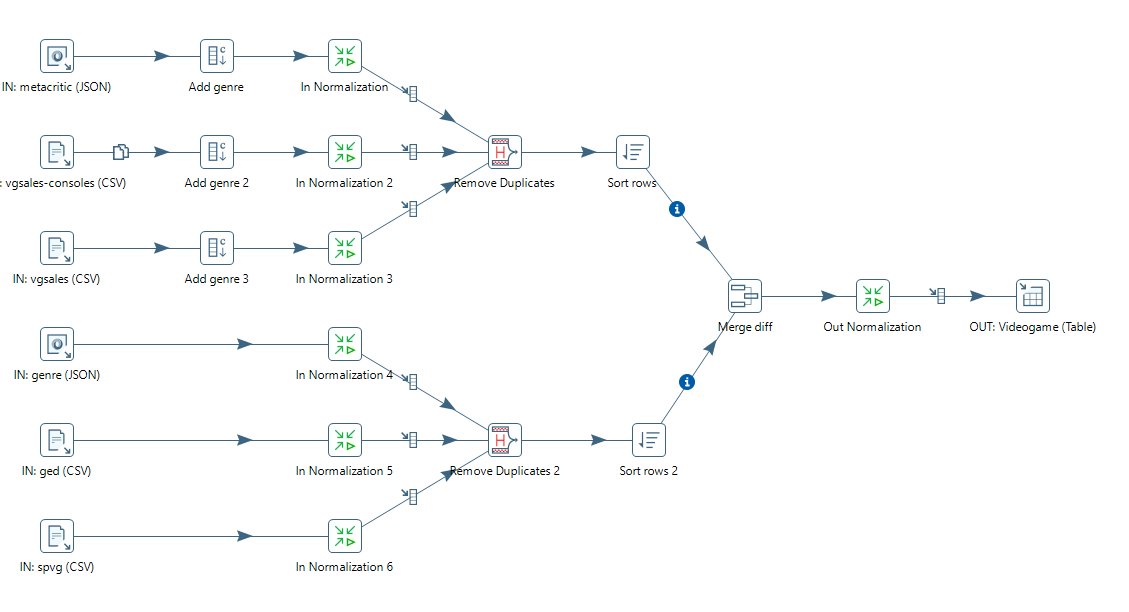 IN: metacritic (JSON)
Add genre
In Normalization
: vgsales-consoles (CSV)
Add genre 2
In Normalization 2
Remove Duplicates
Sort rows
IN: vgsales (CSV)
Add genre 3
In Normalization 3
Merge diff
Out Normalization
OUT: Videogame (Table)
IN: genre (JSON)
In Normalization 4
IN: ged (CSV)
In Normalization 5
Remove Duplicates 2
Sort rows 2
IN: spvg (CSV)
In Normalization 6